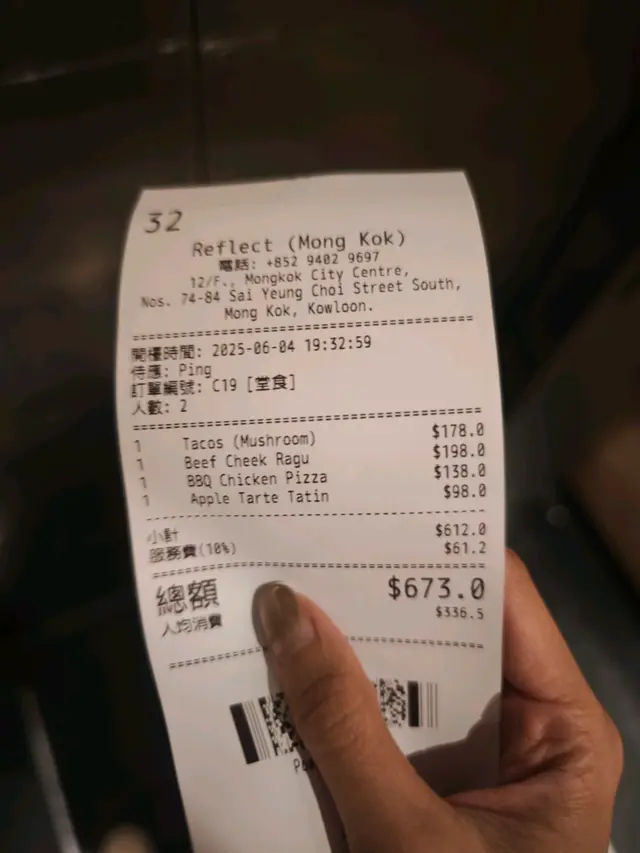 32
Reflect (Mong Kok)
電話: +852 9402 9697
12/F., Mongkok City Centre,
Nos. 74-84 Sai Yeung Choi Street South,
Mong Kok, Kowloon.
開檯時間: 2025-06-04 19:32:59
侍應: Ping
訂單編號: C19 [堂食]
人數: 2
1 Tacos (Mushroom) $178.0
1 Beef Cheek Ragu $198.0
1 BBQ Chicken Pizza $138.0
1 Apple Tarte Tatin $98.0
小計 $612.0
服務費(10%) $61.2
總額 $673.0
人均消費 $336.5